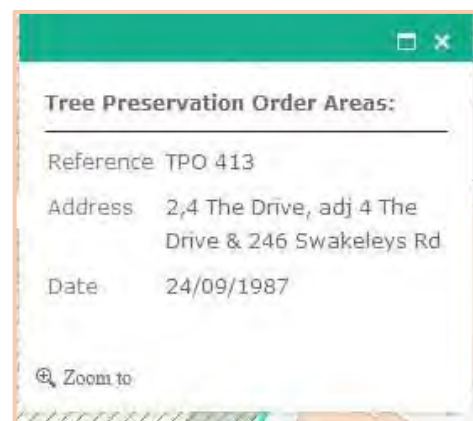 Tree Preservation Order Areas:
Reference TPO 413
Address 2,4 The Drive, adj 4 The
Drive & 246 Swakeleys Rd
Date 24/09/1987
Zoom to